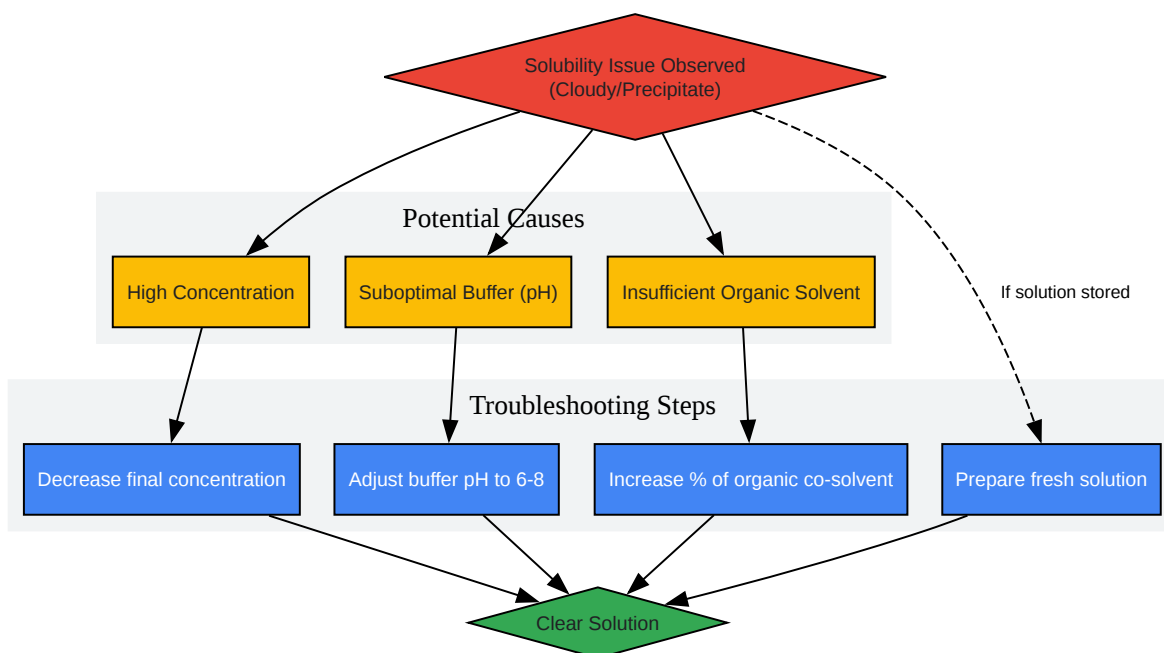 Solubility Issue Observed
(Cloudy/Precipitate)
Potential Causes
High Concentration
Suboptimal Buffer (pH)
Insufficient Organic Solvent
If solution stored
Troubleshooting Steps
Decrease final concentration
Adjust buffer pH to 6-8
Increase % of organic co-solvent
Prepare fresh solution
Clear Solution